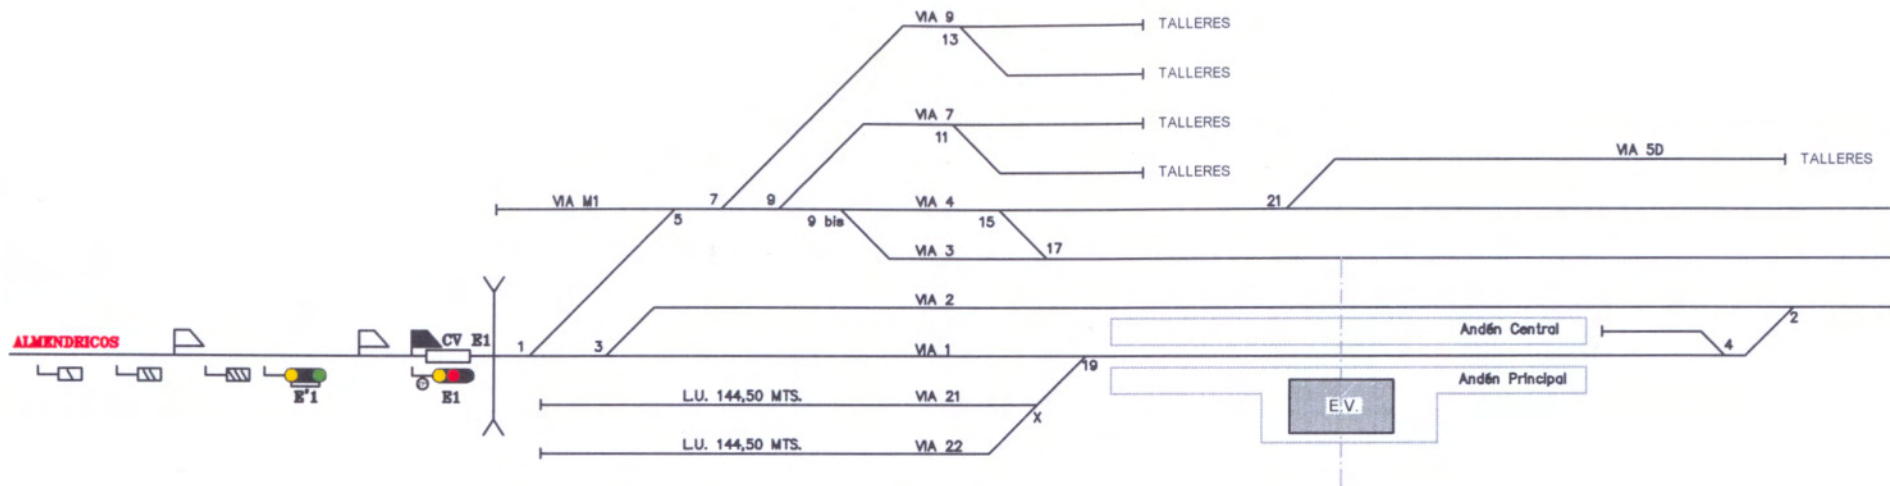 VIA 9
TALLERES
13
TALLERES
VIA 7
TALLERES
11
VIA 5D
TALLERES
TALLERES
VIA M1
7
9
VIA 4
21
5
9 bis
15
VIA 3
17
VIA 2
2
Andén Central
ALMENDRICOS
CV E1
1
3
VIA 1
4
19
Andén Principal
E'1
E1
L.U. 144,50 MTS.
VIA 21
E.V.
X
L.U. 144,50 MTS.
VIA 22